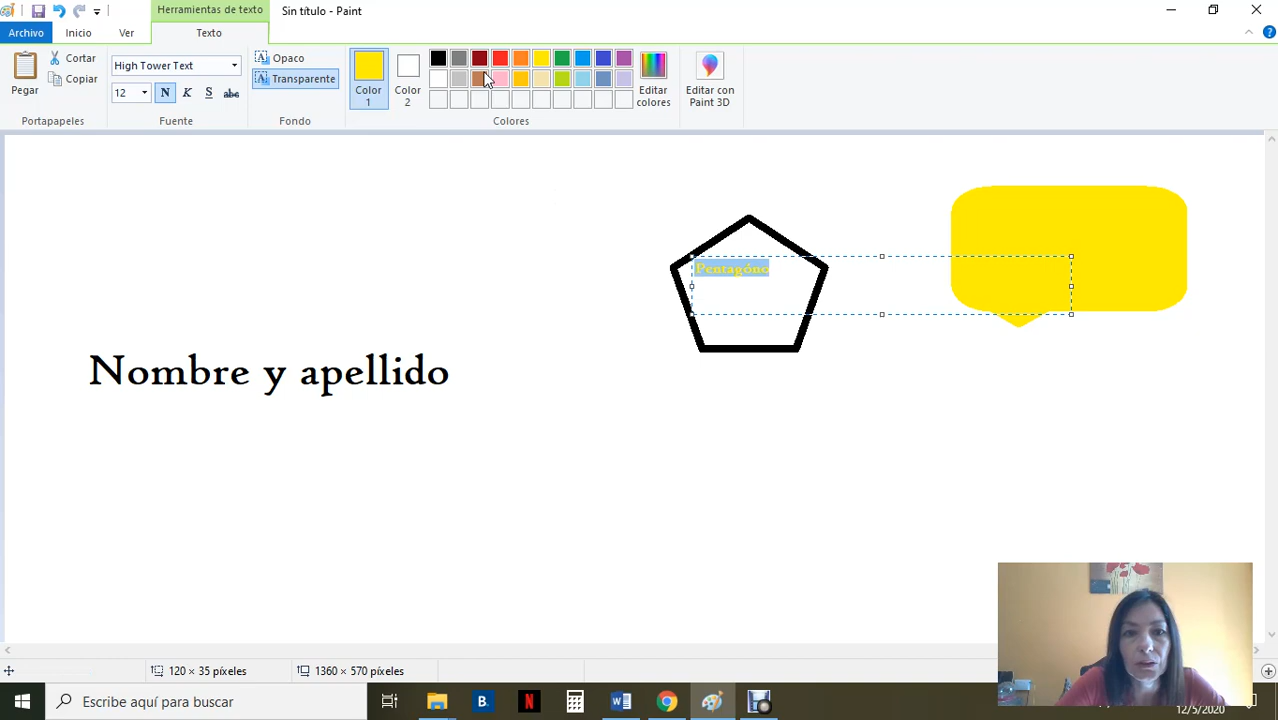 Herramientas de texto
Sin título - Paint
Archivo
Inicio
Ver
Texto
Pegar
Cortar
Copiar
Portapapeles
High Tower Text
12
N
K
S
abc
Fuente
Opaco
Transparente
Fondo
Color 1
Color 2
Editar colores
Colores
Editar con Paint 3D
Pentagóno
Nombre y apellido
120 × 35 píxeles
1360 × 570 píxeles
Escribe aquí para buscar
12/5/2020